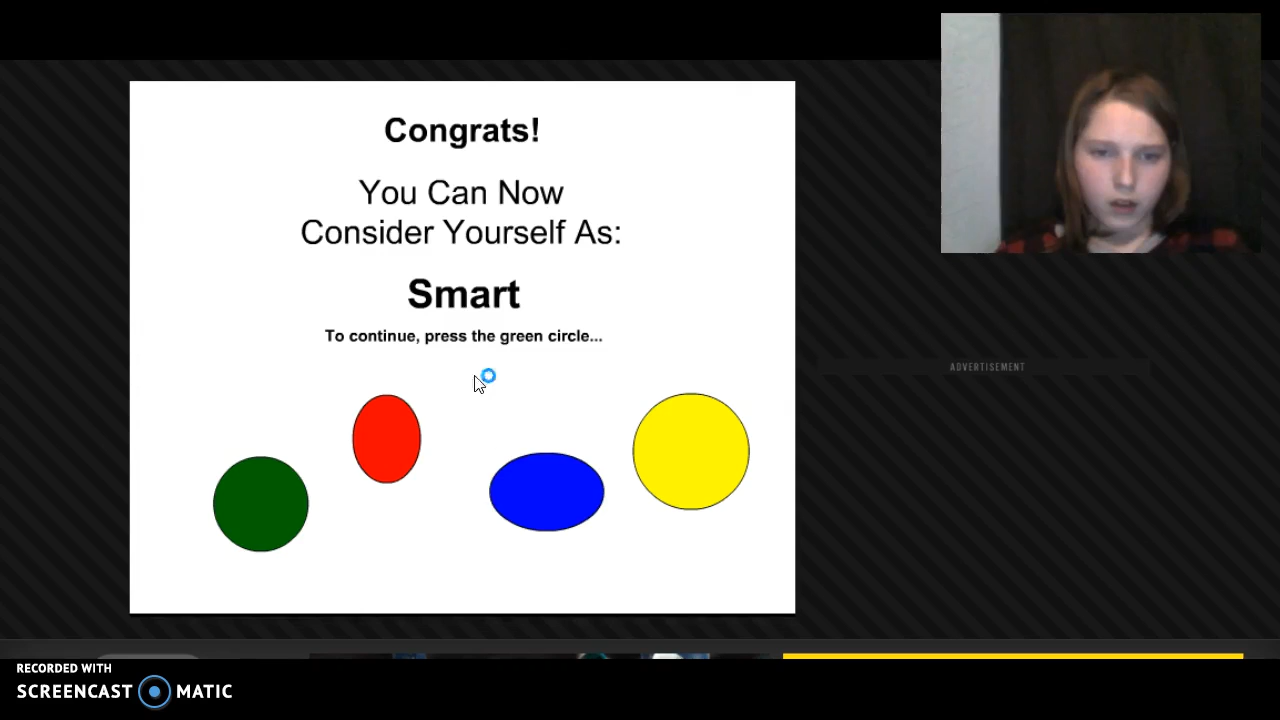 Congrats!
You Can Now
Consider Yourself As:
Smart
To continue, press the green circle...
ADVERTISEMENT
RECORDED WITH
SCREENCAST MATIC